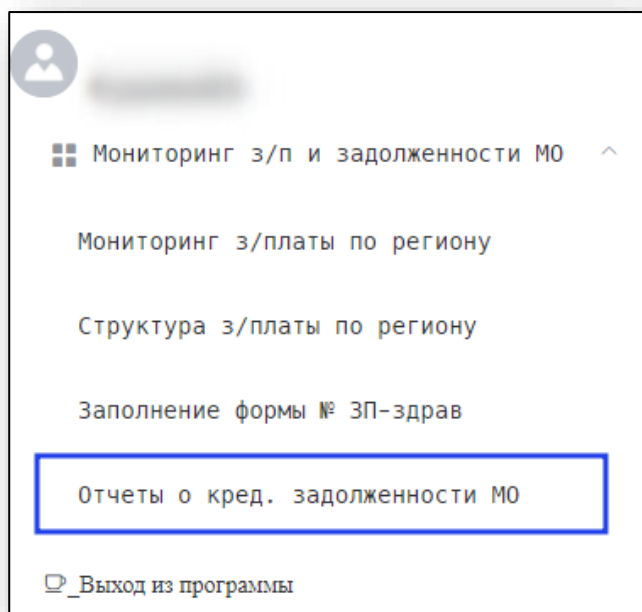 Мониторинг з/п и задолженности МО
Мониторинг з/платы по региону
Структура з/платы по региону
Заполнение формы № ЗП-здрав
Отчеты о кред. задолженности МО
_Выход из программы